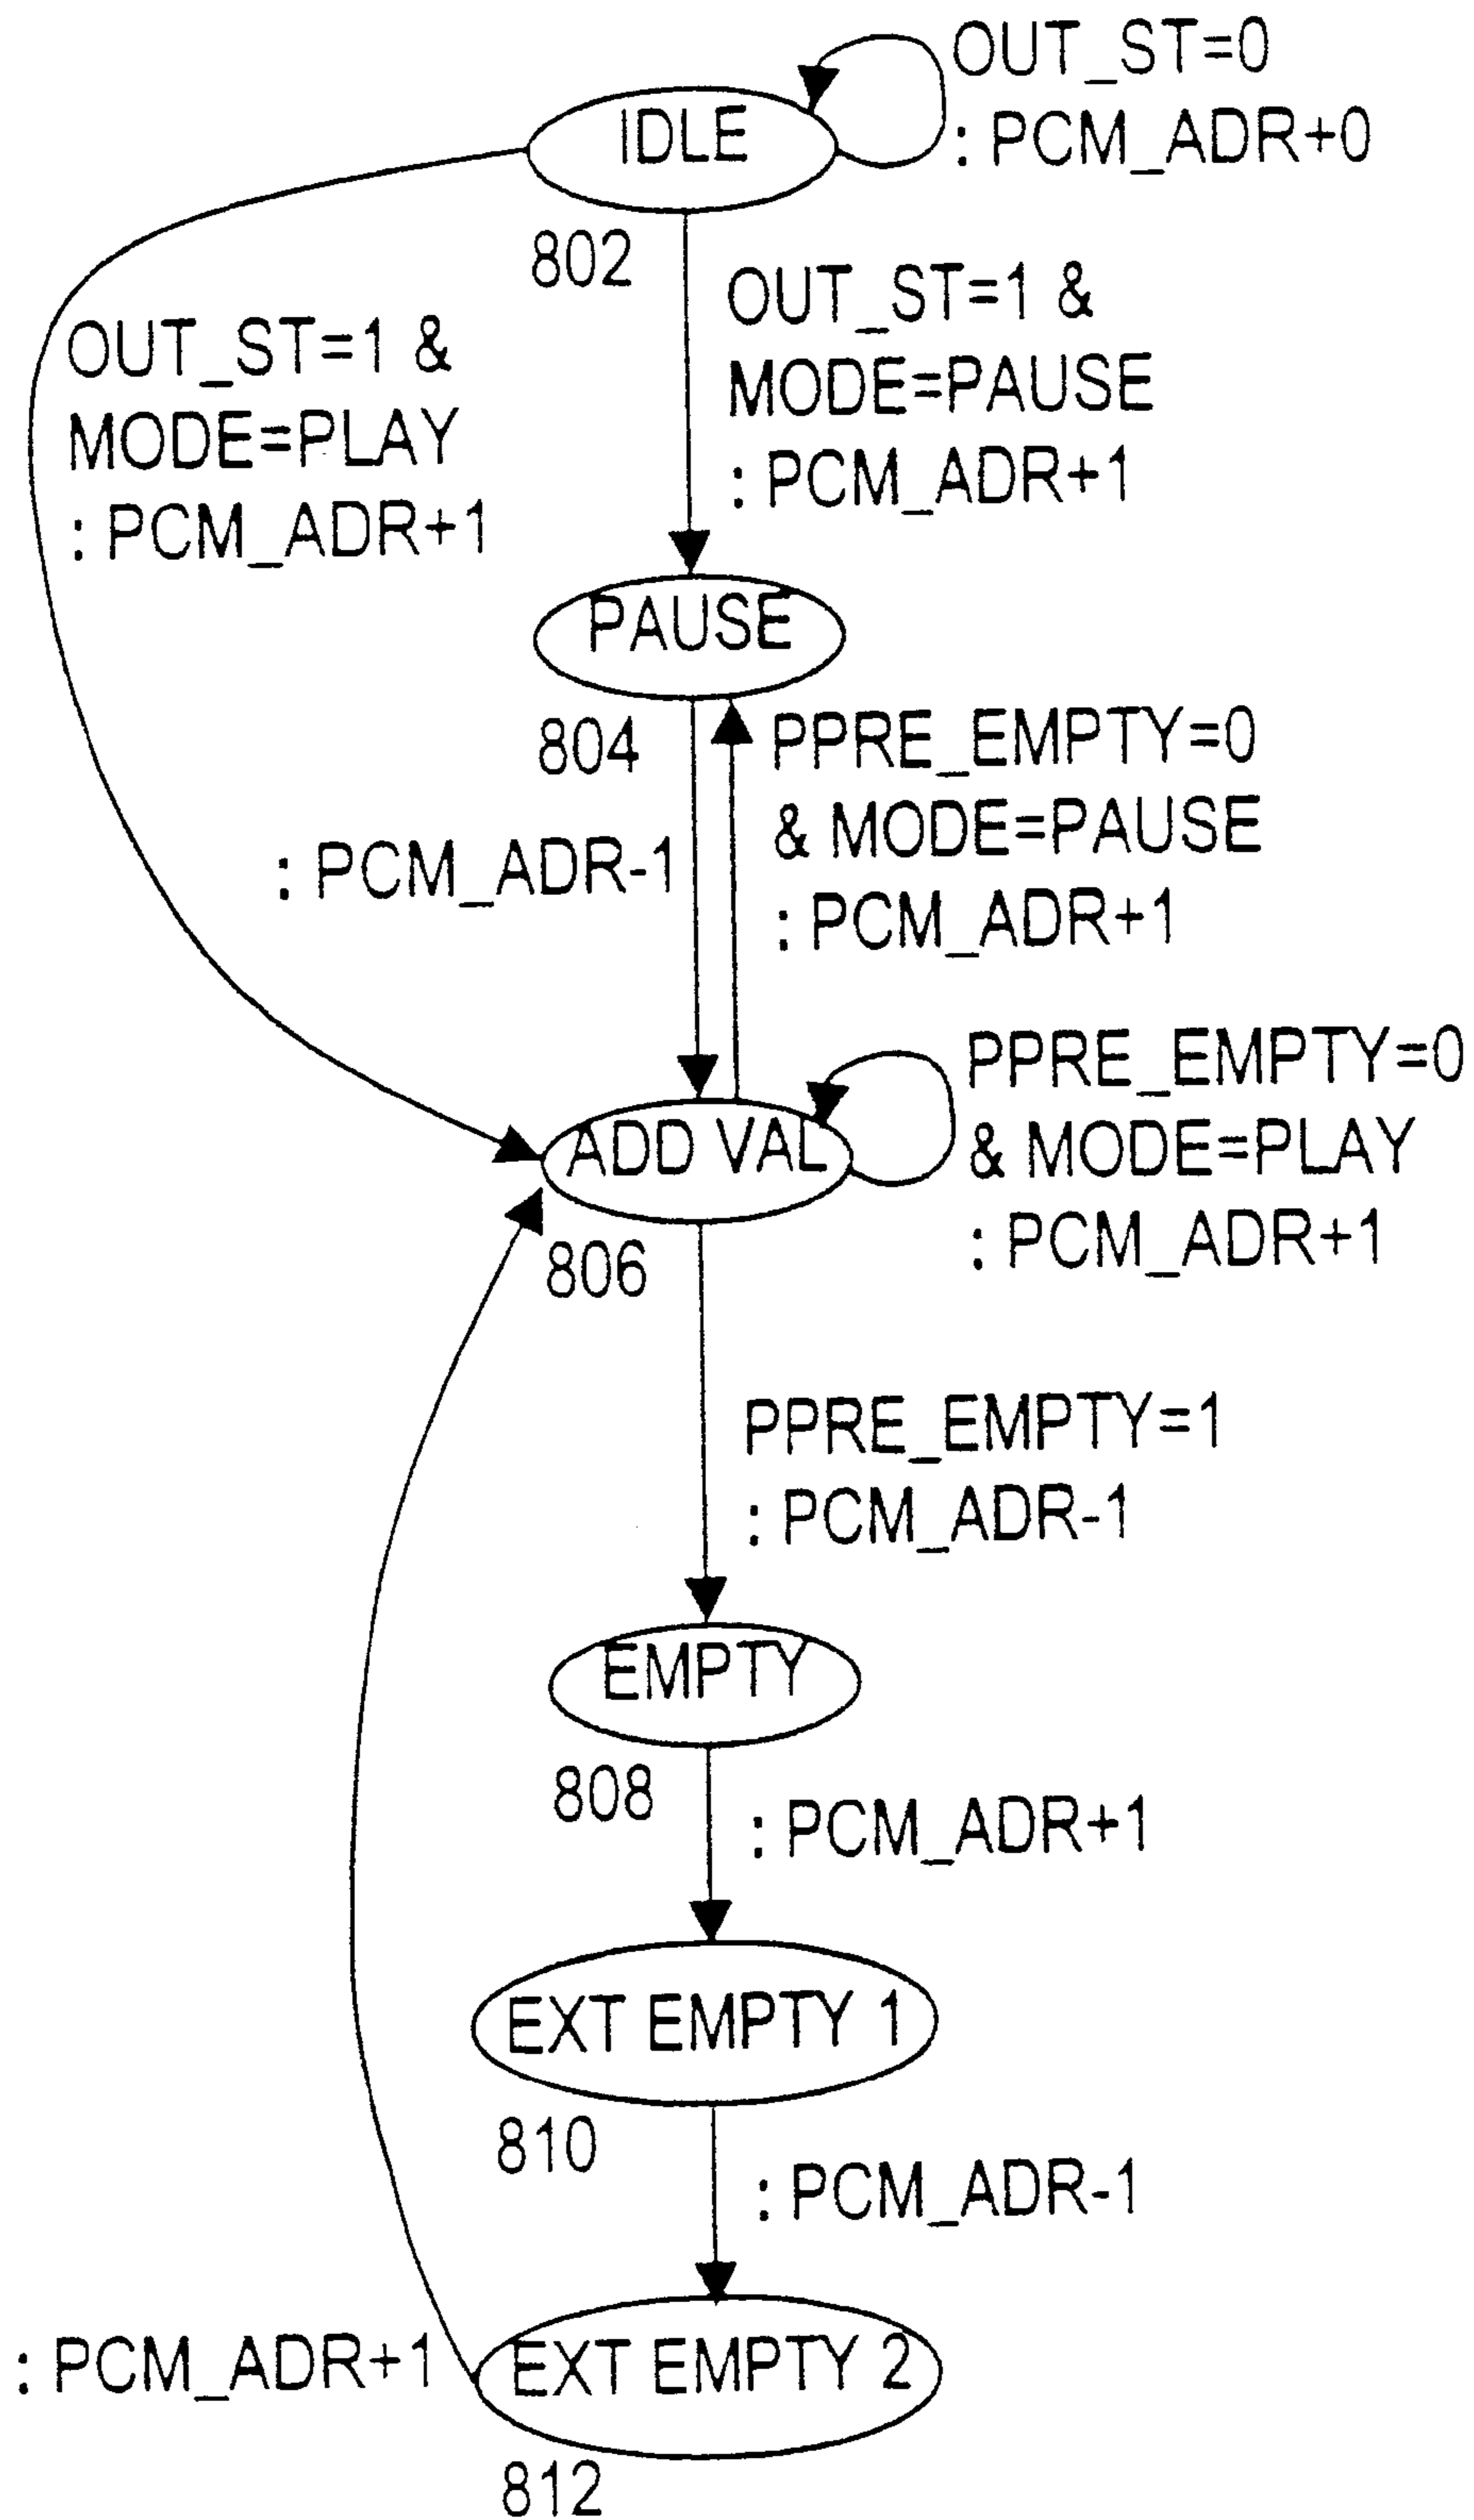 OUT_ST=0
: PCM_ADR+0
IDLE
802
OUT_ST=1 &
MODE=PAUSE
: PCM_ADR+1
OUT_ST=1 &
MODE=PLAY
: PCM_ADR+1
PAUSE
804
PPRE_EMPTY=0
& MODE=PAUSE
: PCM_ADR+1
: PCM_ADR-1
PPRE_EMPTY=0
& MODE=PLAY
: PCM_ADR+1
ADD VAL
806
PPRE_EMPTY=1
: PCM_ADR-1
EMPTY
808
: PCM_ADR+1
EXT EMPTY 1
810
: PCM_ADR-1
: PCM_ADR+1
EXT EMPTY 2
812